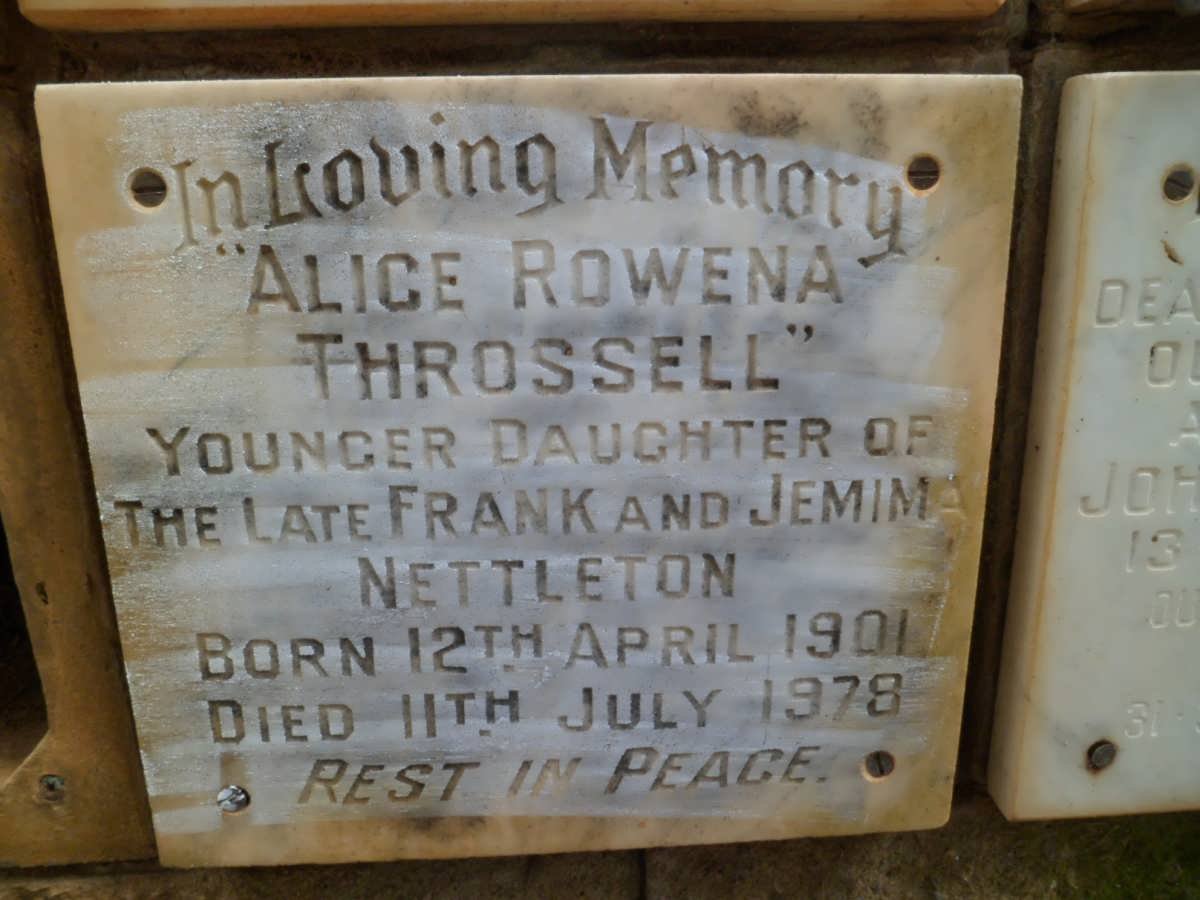 In Loving Memory
"ALICE ROWENA
THROSSELL"
YOUNGER DAUGHTER OF
THE LATE FRANK AND JEMIMA
NETTLETON
BORN 12TH APRIL 1901
DIED 11TH JULY 1978
REST IN PEACE.
13